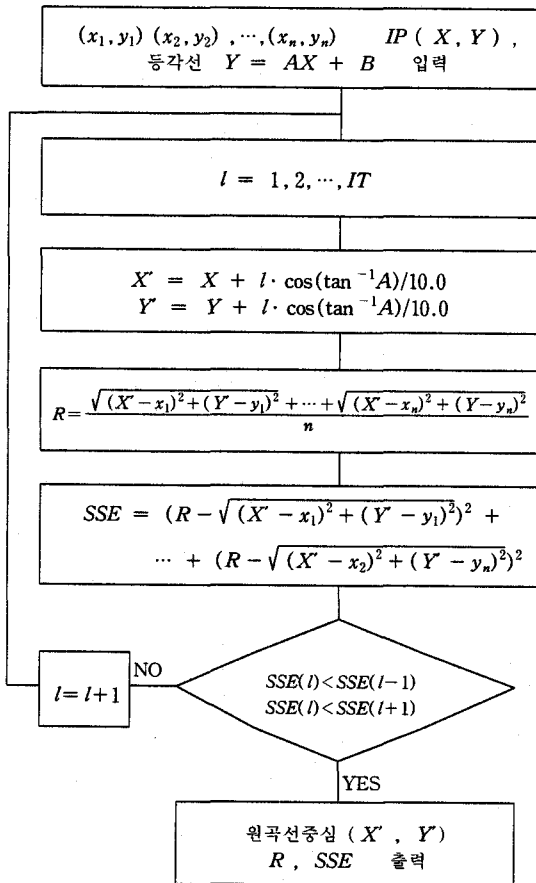 (x₁, y₁) (x₂, y₂) , ⋯, (xₙ, yₙ) IP ( X, Y ) ,
등각선 Y = AX + B 입력
l = 1, 2, ⋯, IT
X′ = X + l · cos(tan⁻¹A)/10.0
Y′ = Y + l · cos(tan⁻¹A)/10.0
R = (√((X′ − x₁)² + (Y′ − y₁)²) + ⋯ + √((X′ − xₙ)² + (Y − yₙ)²)) / n
SSE = (R − √((X′ − x₁)² + (Y′ − y₁)²))² +
⋯ + (R − √((X′ − x₂)² + (Y′ − yₙ)²))²
NO
l = l + 1
SSE(l) < SSE(l−1)
SSE(l) < SSE(l+1)
YES
원곡선중심 ( X′ , Y′)
R , SSE 출력